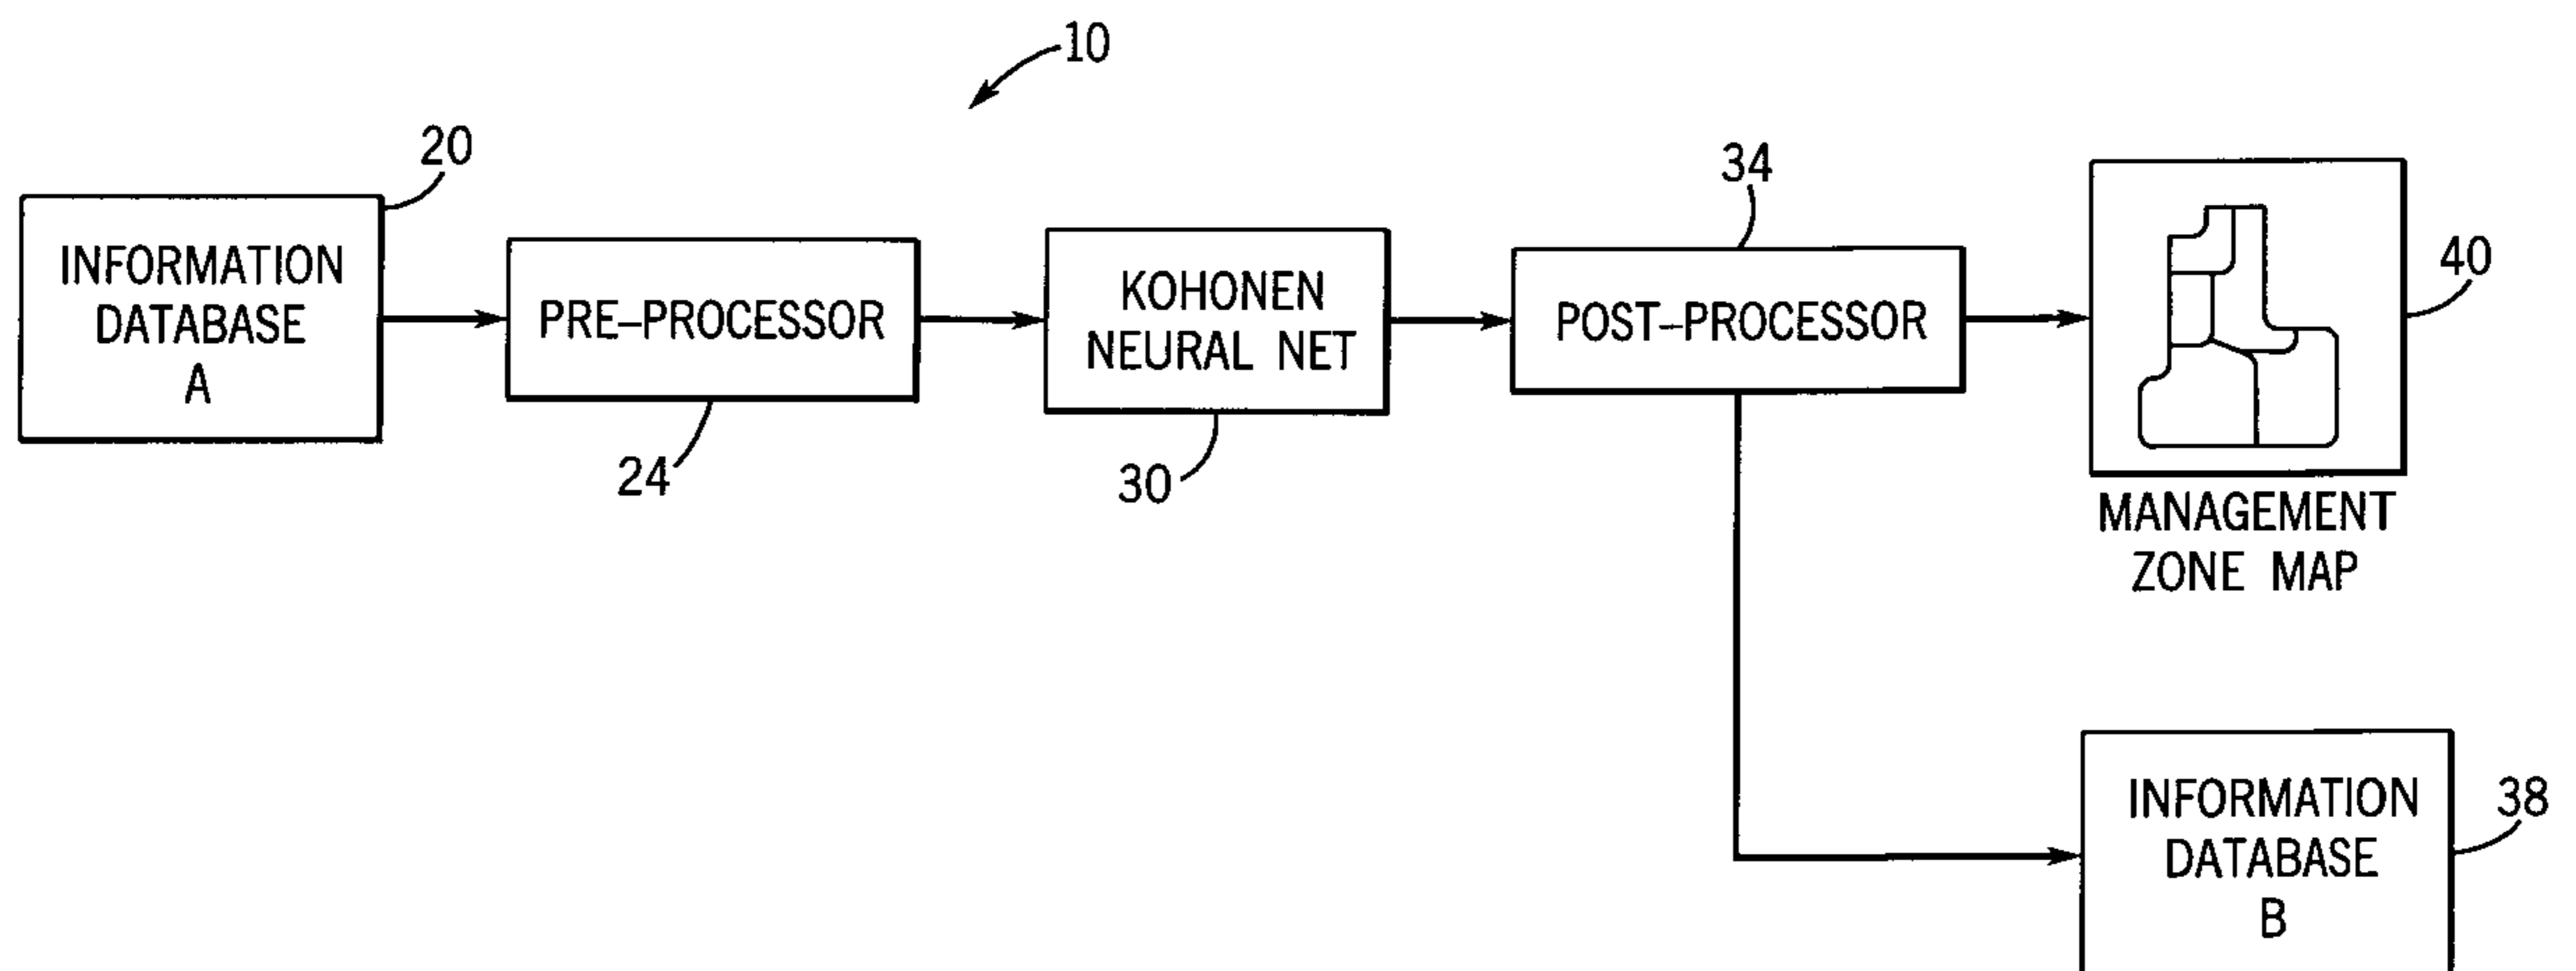 10
20
INFORMATION
DATABASE
A
PRE–PROCESSOR
24
KOHONEN
NEURAL NET
30
34
POST–PROCESSOR
40
MANAGEMENT
ZONE MAP
INFORMATION
DATABASE
B
38